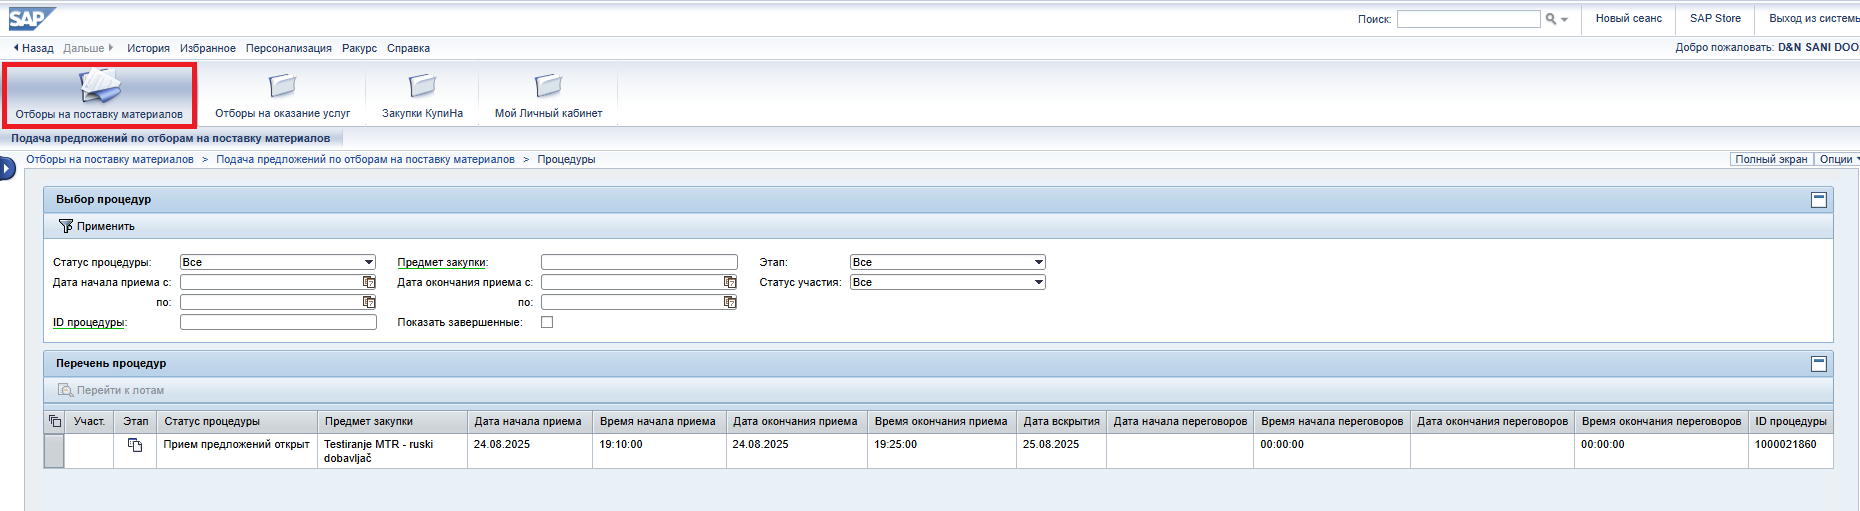 SAP
Поиск:
Новый сеанс
SAP Store
Выход из системы
Назад Дальше История Избранное Персонализация Ракурс Справка
Добро пожаловать: D&N SANI DOO
Отборы на поставку материалов
Отборы на оказание услуг
Закупки КупиНа
Мой Личный кабинет
Подача предложений по отборам на поставку материалов
Отборы на поставку материалов > Подача предложений по отборам на поставку материалов > Процедуры
Полный экран Опции
Выбор процедур
Применить
Статус процедуры: Все Предмет закупки: Этап: Все
Дата начала приема с: Дата окончания приема с: Статус участия: Все
по: по:
ID процедуры: Показать завершенные:
Перечень процедур
Перейти к лотам
Участ. Этап Статус процедуры Предмет закупки Дата начала приема Время начала приема Дата окончания приема Время окончания приема Дата вскрытия Дата начала переговоров Время начала переговоров Дата окончания переговоров Время окончания переговоров ID процедуры
Прием предложений открыт Testiranje MTR - ruski 24.08.2025 19:10:00 24.08.2025 19:25:00 25.08.2025 00:00:00 00:00:00 1000021860
dobavljač